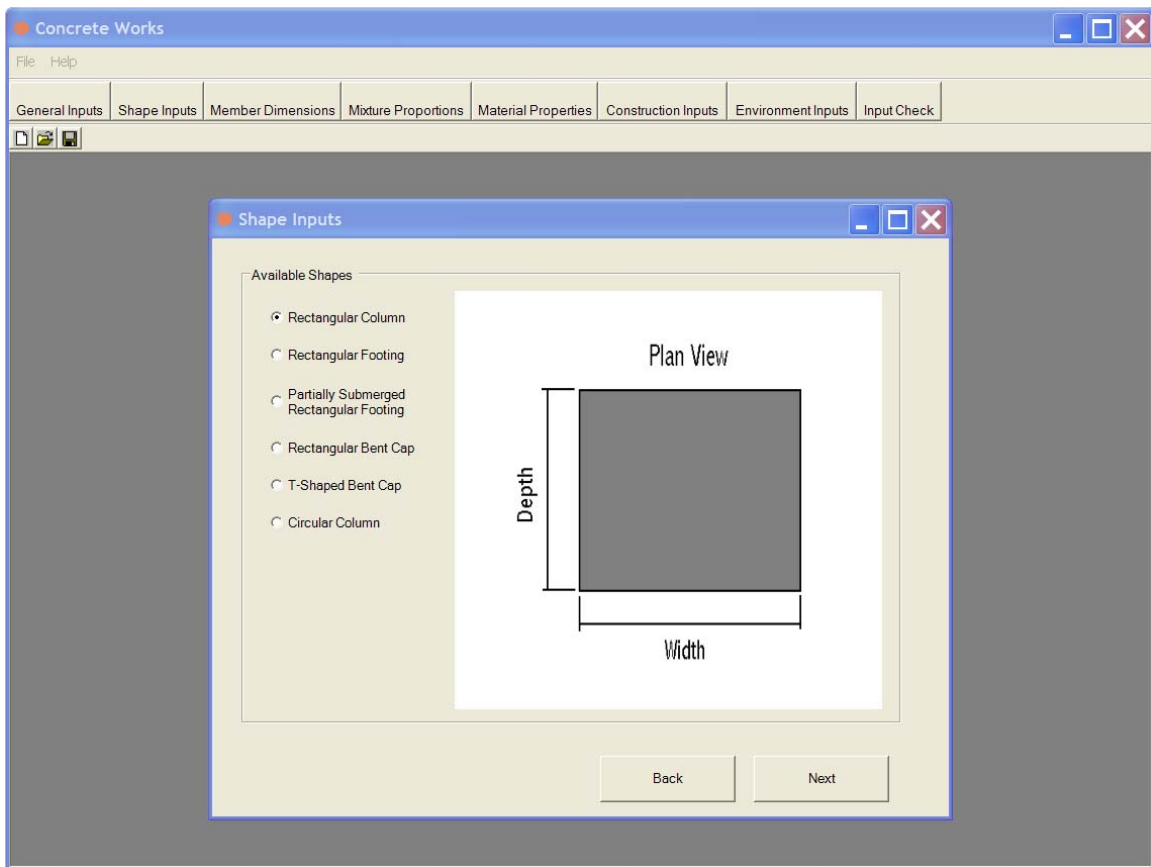 Concrete Works
File Help
General Inputs Shape Inputs Member Dimensions Mixture Proportions Material Properties Construction Inputs Environment Inputs Input Check
Shape Inputs
Available Shapes
Rectangular Column
Rectangular Footing
Partially Submerged
Rectangular Footing
Rectangular Bent Cap
T-Shaped Bent Cap
Circular Column
Plan View
Depth
Width
Back Next